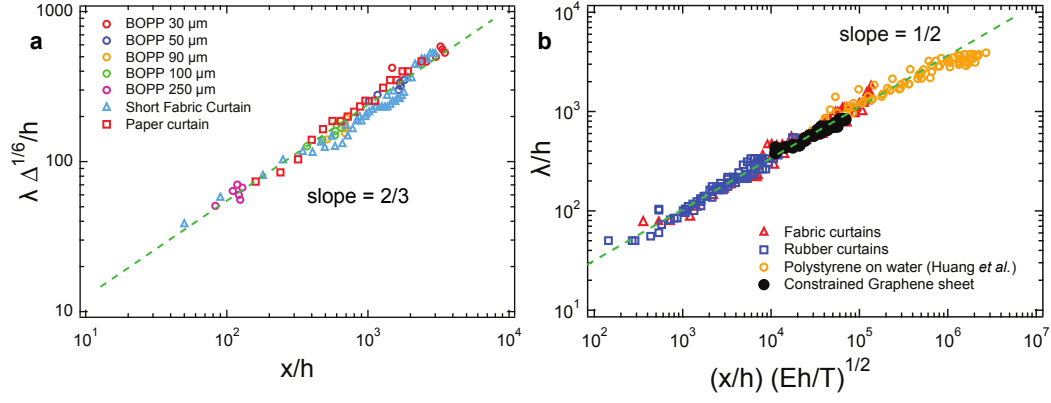 a
BOPP 30 μm
BOPP 50 μm
BOPP 90 μm
BOPP 100 μm
BOPP 250 μm
Short Fabric Curtain
Paper curtain
slope = 2/3
1000
100
10
λ Δ^1/6/h
10^1
10^2
10^3
10^4
x/h
b
slope = 1/2
Fabric curtains
Rubber curtains
Polystyrene on water (Huang et al.)
Constrained Graphene sheet
10^4
10^3
10^2
10^1
λ/h
10^2
10^3
10^4
10^5
10^6
10^7
(x/h) (Eh/T)^1/2